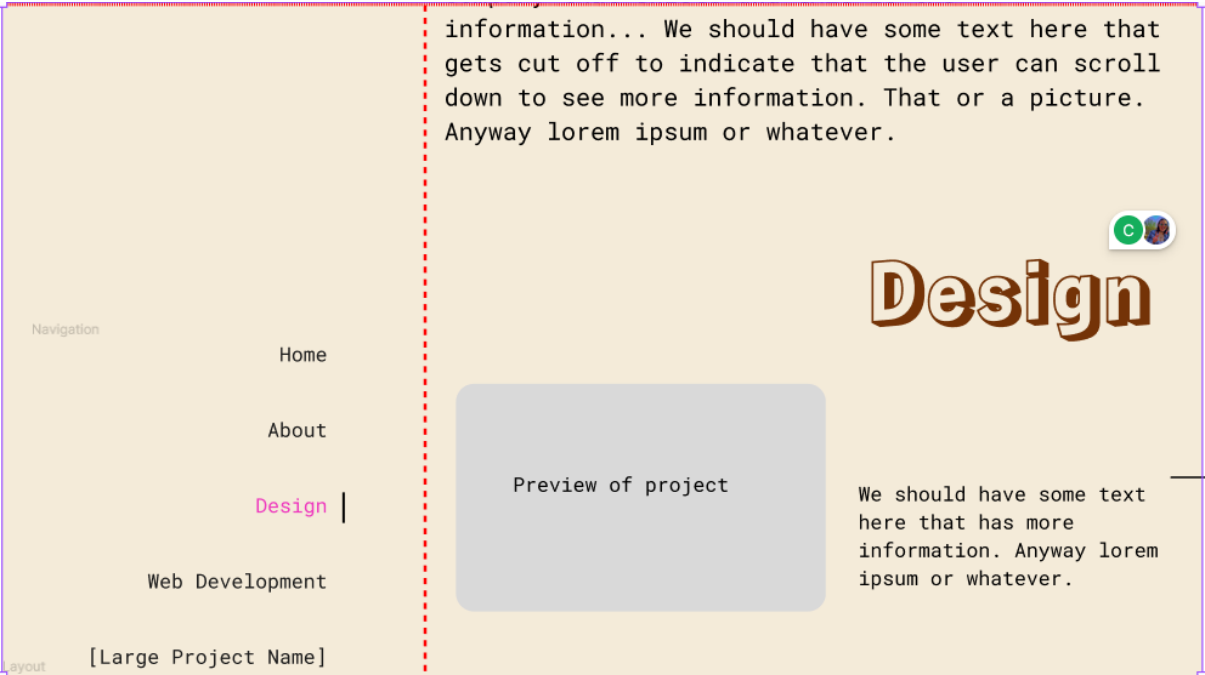 information... We should have some text here that
gets cut off to indicate that the user can scroll
down to see more information. That or a picture.
Anyway lorem ipsum or whatever.
C
Design
Navigation
Home
About
Design
Web Development
[Large Project Name]
Layout
Preview of project
We should have some text
here that has more
information. Anyway lorem
ipsum or whatever.